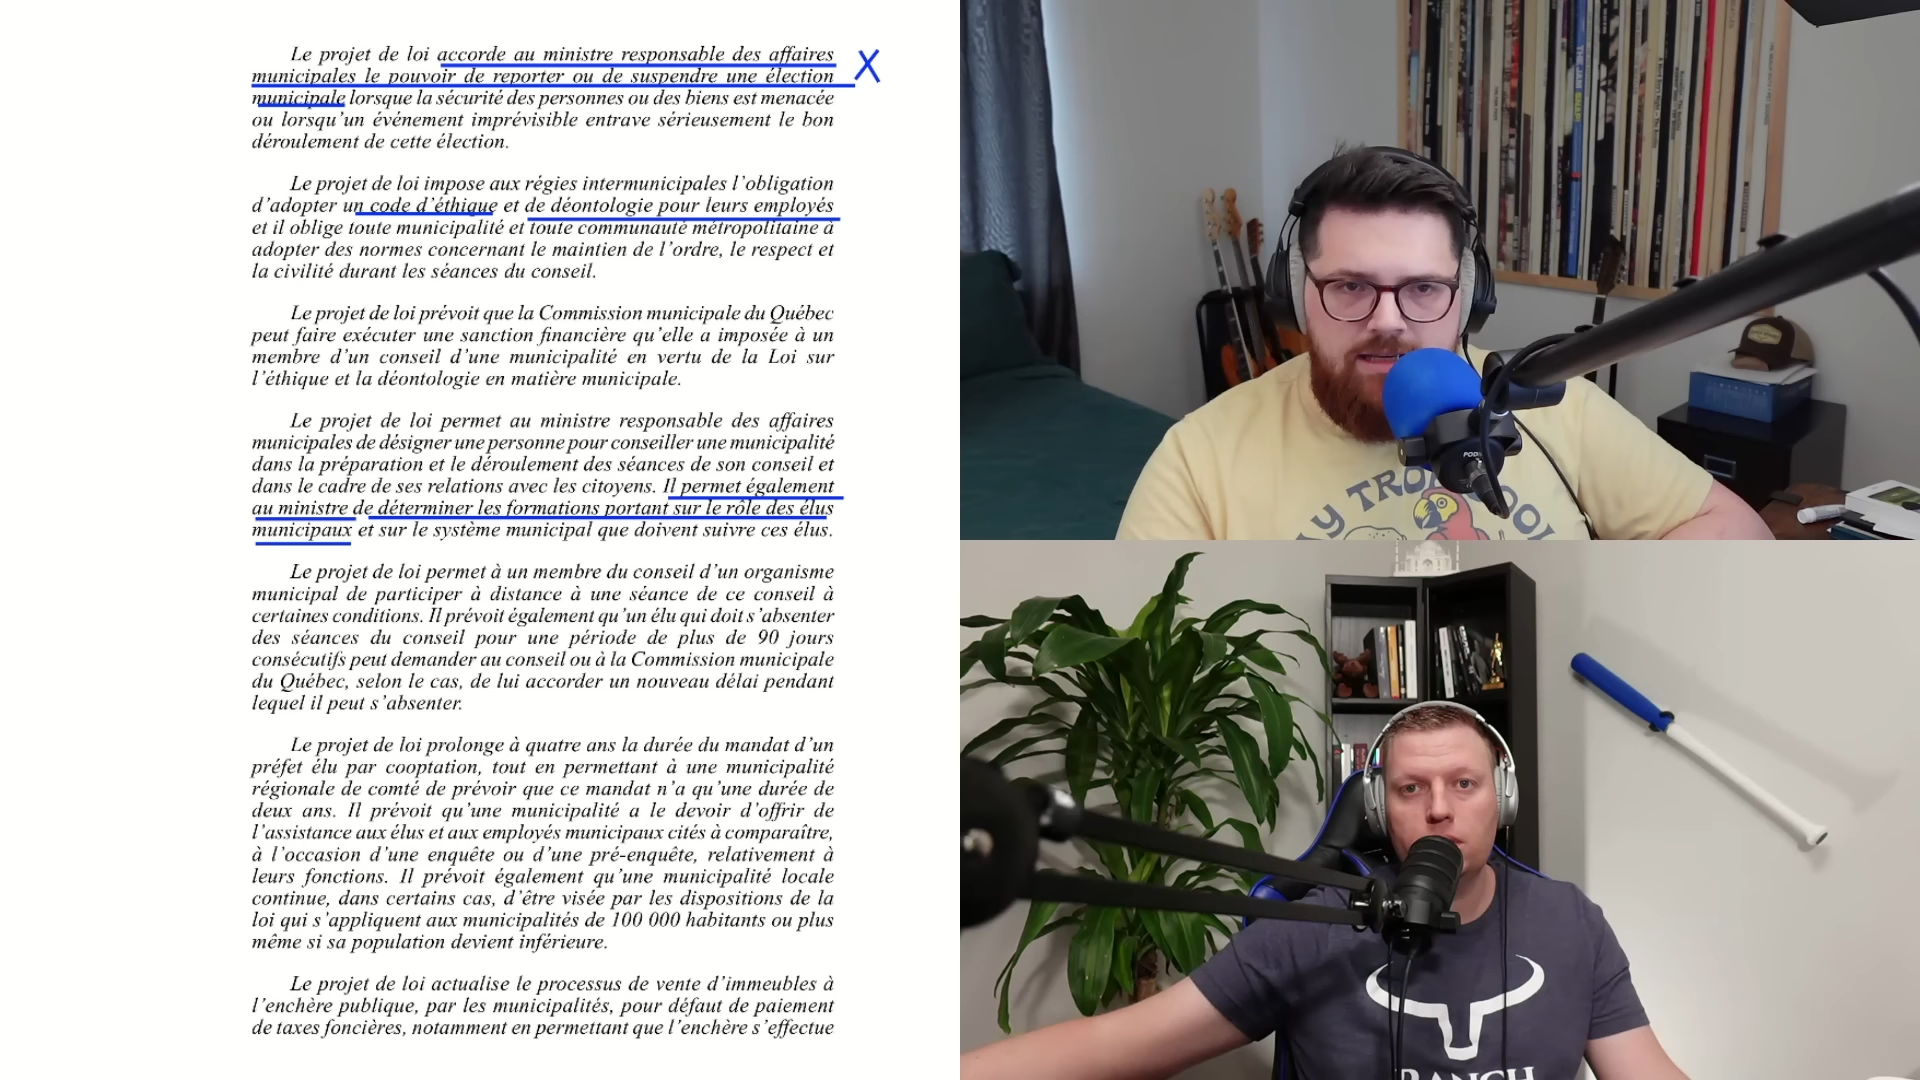 Le projet de loi accorde au ministre responsable des affaires
municipales le pouvoir de reporter ou de suspendre une élection
municipale lorsque la sécurité des personnes ou des biens est menacée
ou lorsqu'un événement imprévisible entrave sérieusement le bon
déroulement de cette élection.
X
Le projet de loi impose aux régies intermunicipales l'obligation
d'adopter un code d'éthique et de déontologie pour leurs employés
et il oblige toute municipalité et toute communauté métropolitaine à
adopter des normes concernant le maintien de l'ordre, le respect et
la civilité durant les séances du conseil.
Le projet de loi prévoit que la Commission municipale du Québec
peut faire exécuter une sanction financière qu'elle a imposée à un
membre d'un conseil d'une municipalité en vertu de la Loi sur
l'éthique et la déontologie en matière municipale.
Le projet de loi permet au ministre responsable des affaires
municipales de désigner une personne pour conseiller une municipalité
dans la préparation et le déroulement des séances de son conseil et
dans le cadre de ses relations avec les citoyens. Il permet également
au ministre de déterminer les formations portant sur le rôle des élus
municipaux et sur le système municipal que doivent suivre ces élus.
Le projet de loi permet à un membre du conseil d'un organisme
municipal de participer à distance à une séance de ce conseil à
certaines conditions. Il prévoit également qu'un élu qui doit s'absenter
des séances du conseil pour une période de plus de 90 jours
consécutifs peut demander au conseil ou à la Commission municipale
du Québec, selon le cas, de lui accorder un nouveau délai pendant
lequel il peut s'absenter.
Le projet de loi prolonge à quatre ans la durée du mandat d'un
préfet élu par cooptation, tout en permettant à une municipalité
régionale de comté de prévoir que ce mandat n'a qu'une durée de
deux ans. Il prévoit qu'une municipalité a le devoir d'offrir de
l'assistance aux élus et aux employés municipaux cités à comparaître,
à l'occasion d'une enquête ou d'une pré-enquête, relativement à
leurs fonctions. Il prévoit également qu'une municipalité locale
continue, dans certains cas, d'être visée par les dispositions de la
loi qui s'appliquent aux municipalités de 100 000 habitants ou plus
même si sa population devient inférieure.
Le projet de loi actualise le processus de vente d'immeubles à
l'enchère publique, par les municipalités, pour défaut de paiement
de taxes foncières, notamment en permettant que l'enchère s'effectue
RANCH